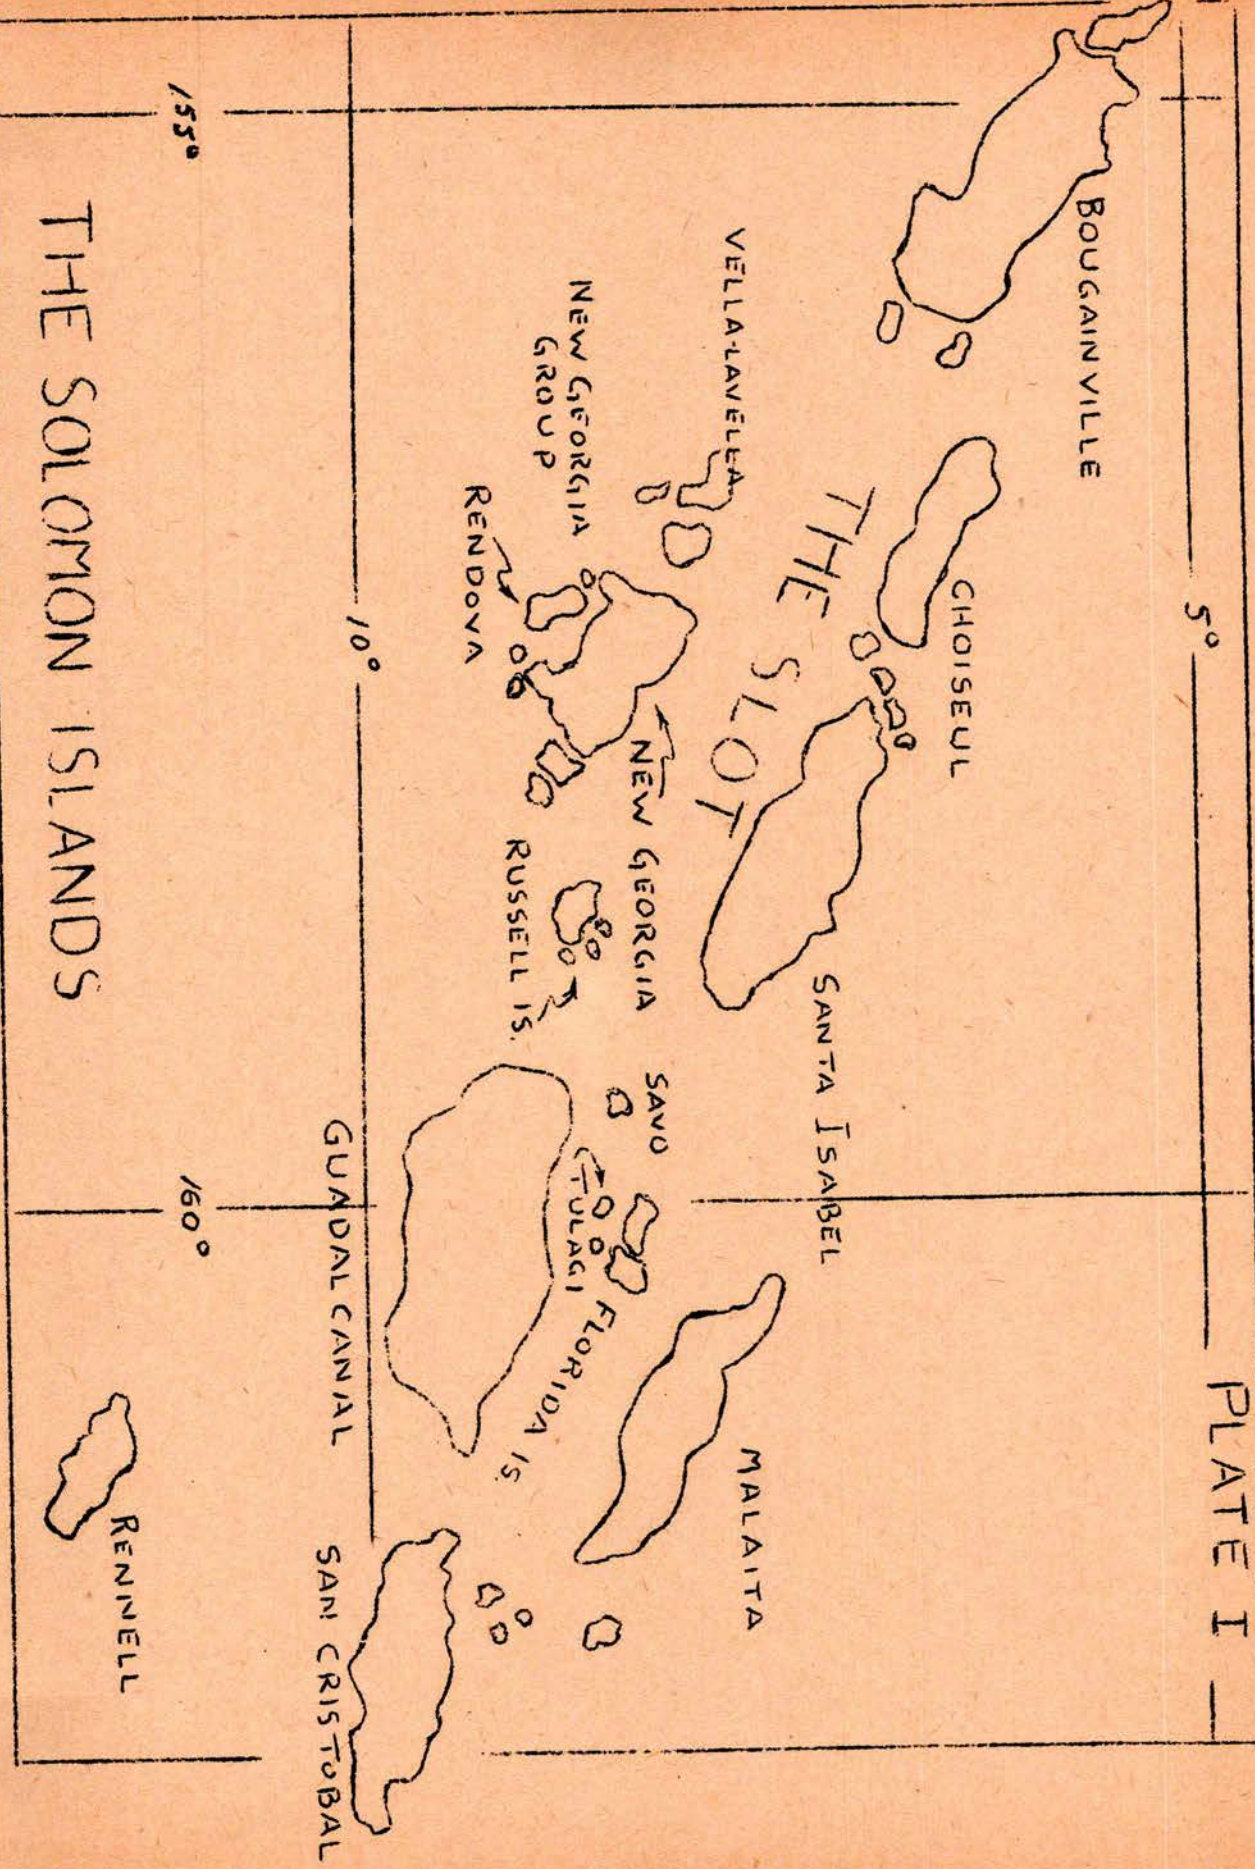 PLATE I
5°
BOUGAINVILLE
CHOISEUL
SANTA ISABEL
MALAITA
THE SLOT
VELLA-LAVELLA
NEW GEORGIA
GROUP
NEW GEORGIA
SAVO
TULAGI
FLORIDA IS.
RENDOVA
RUSSELL IS.
10°
GUADALCANAL
SAN CRISTOBAL
155°
160°
RENNELL
THE SOLOMON ISLANDS